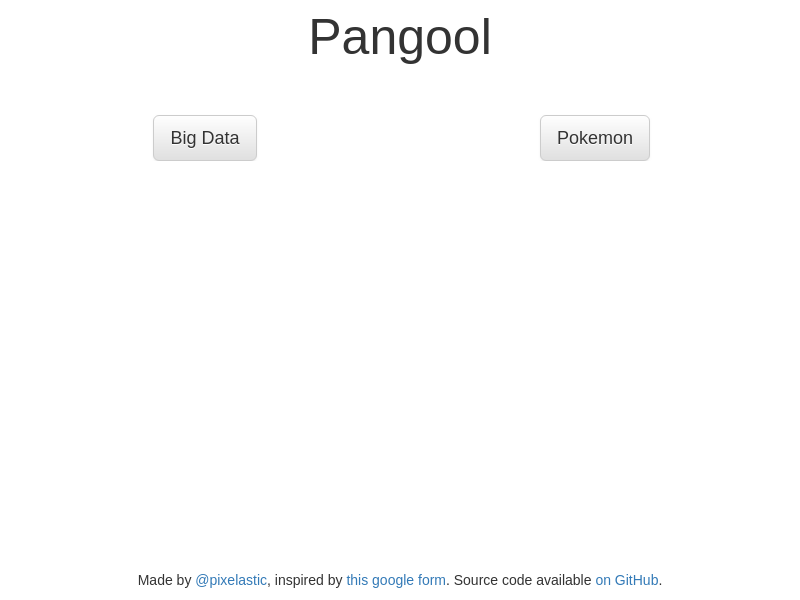 Pangool
Big Data
Pokemon
Made by @pixelastic, inspired by this google form. Source code available on GitHub.